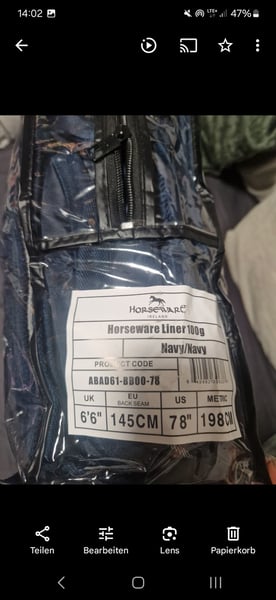 14:02
LTE+
47%
HORSEWARE
IRELAND
Horseware Liner 100g
Navy/Navy
PRODUCT CODE
ABAD61-BB00-78
UK
EU
BACK SEAM
US
METRIC
6'6"
145CM
78"
198CM
Teilen
Bearbeiten
Lens
Papierkorb